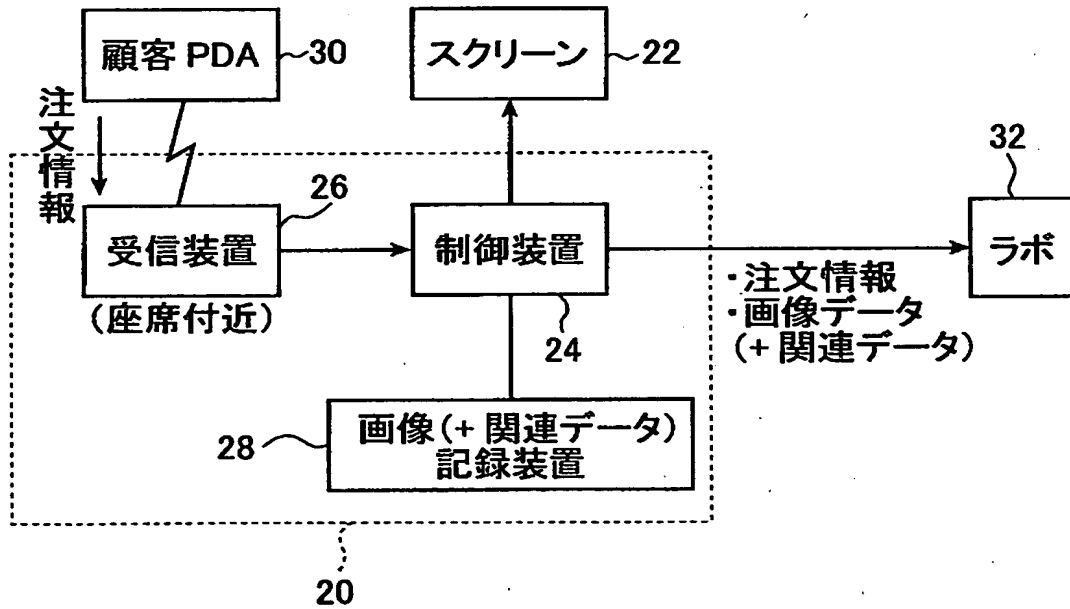 顧客 PDA
30
スクリーン
22
注文情報
32
26
受信装置
制御装置
ラボ
(座席付近)
24
・注文情報
・画像データ
(+ 関連データ)
28
画像(+ 関連データ)
記録装置
20